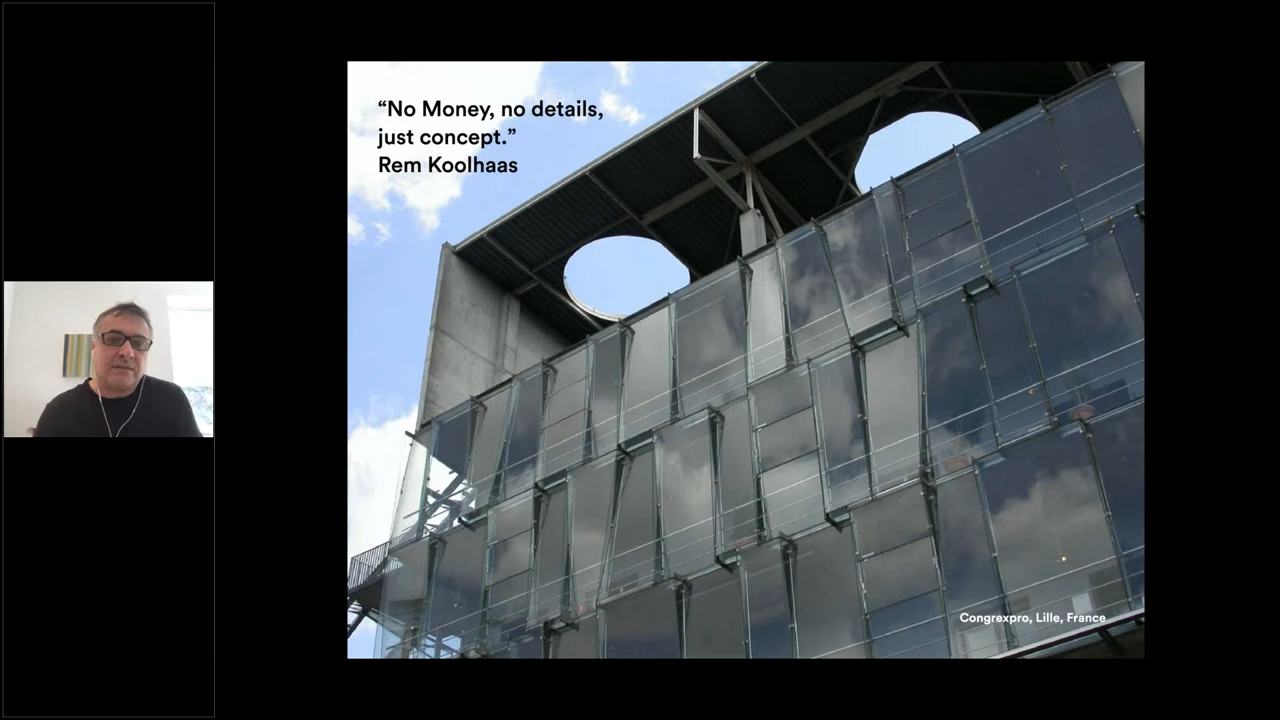 “No Money, no details,
just concept.”
Rem Koolhaas
Congrexpro, Lille, France